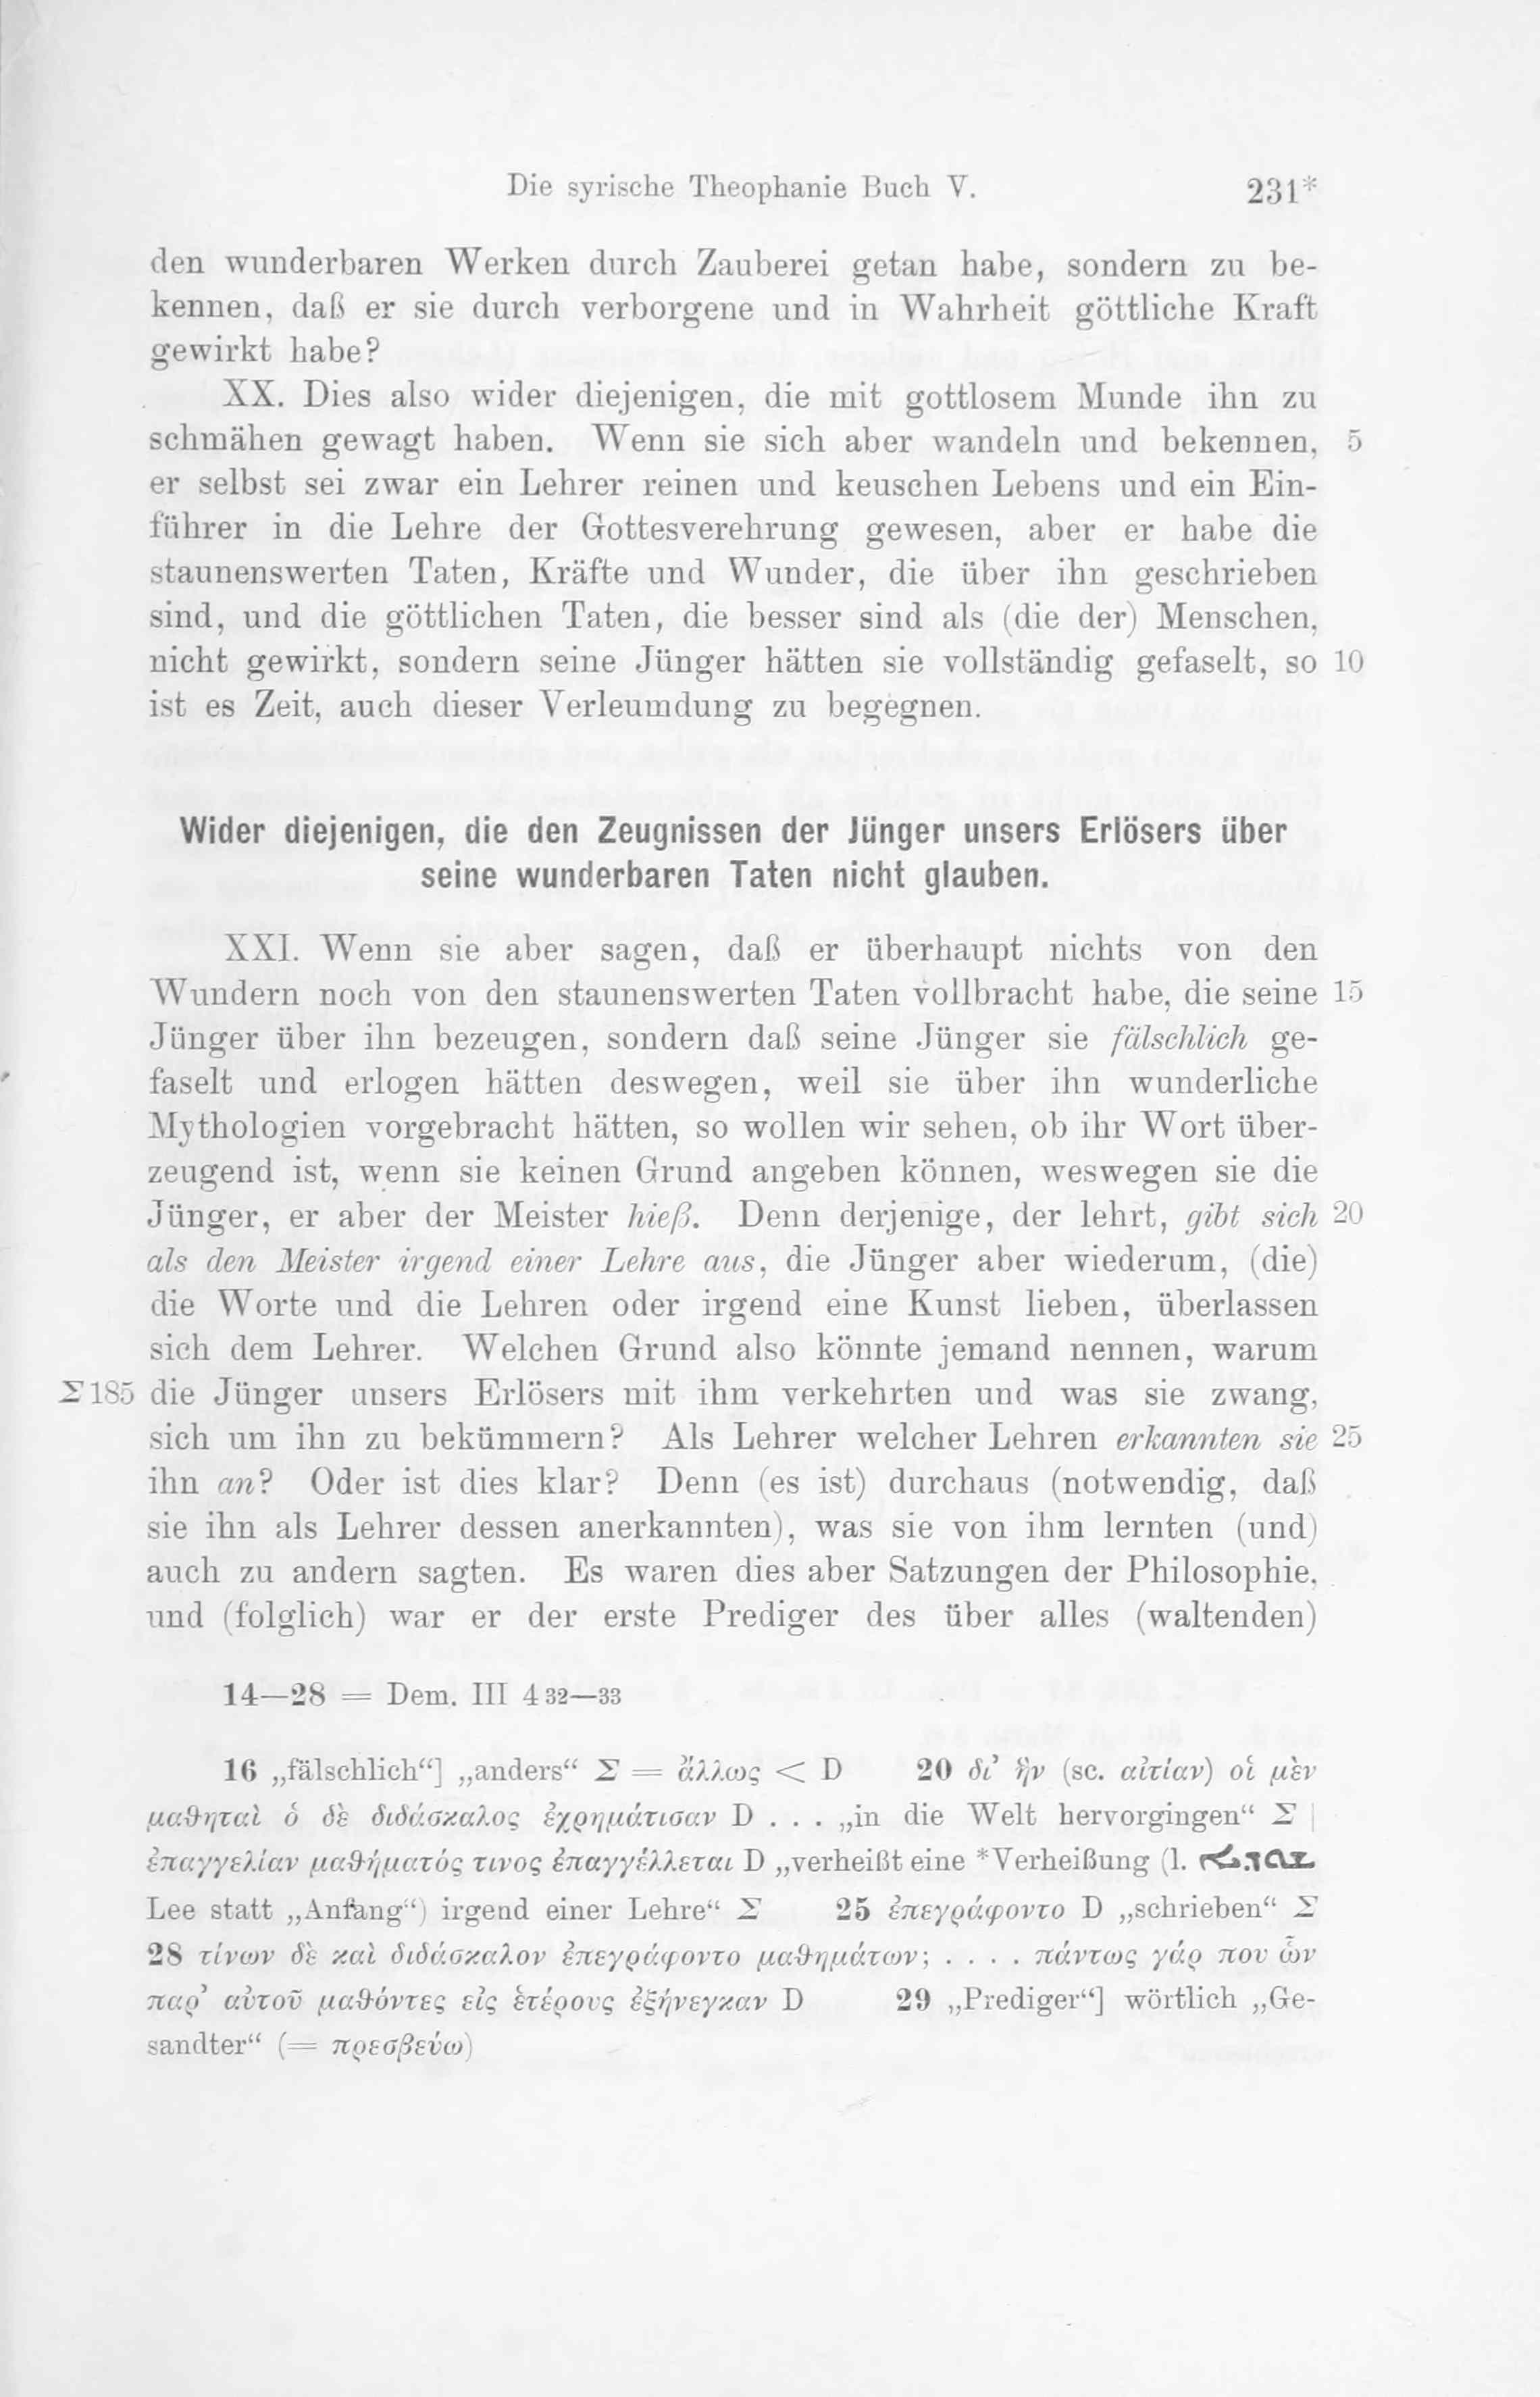 Die syrische Theophanie Buch V. 231*
den wunderbaren Werken durch Zauberei getan habe, sondern zu be-
kennen, daß er sie durch verborgene und in Wahrheit göttliche Kraft
gewirkt habe?
XX. Dies also wider diejenigen, die mit gottlosem Munde ihn zu
schmähen gewagt haben. Wenn sie sich aber wandeln und bekennen, 5
er selbst sei zwar ein Lehrer reinen und keuschen Lebens und ein Ein-
führer in die Lehre der Gottesverehrung gewesen, aber er habe die
staunenswerten Taten, Kräfte und Wunder, die über ihn geschrieben
sind, und die göttlichen Taten, die besser sind als (die der) Menschen,
nicht gewirkt, sondern seine Jünger hätten sie vollständig gefaselt, so 10
ist es Zeit, auch dieser Verleumdung zu begegnen.
Wider diejenigen, die den Zeugnissen der Jünger unsers Erlösers über
seine wunderbaren Taten nicht glauben.
XXI. Wenn sie aber sagen, daß er überhaupt nichts von den
Wundern noch von den staunenswerten Taten vollbracht habe, die seine 15
Jünger über ihn bezeugen, sondern daß seine Jünger sie fälschlich ge-
faselt und erlogen hätten deswegen, weil sie über ihn wunderliche
Mythologien vorgebracht hätten, so wollen wir sehen, ob ihr Wort über-
zeugend ist, wenn sie keinen Grund angeben können, weswegen sie die
Jünger, er aber der Meister hieß. Denn derjenige, der lehrt, gibt sich 20
als den Meister irgend einer Lehre aus, die Jünger aber wiederum, (die)
die Worte und die Lehren oder irgend eine Kunst lieben, überlassen
sich dem Lehrer. Welchen Grund also könnte jemand nennen, warum
Σ 185 die Jünger unsers Erlösers mit ihm verkehrten und was sie zwang,
sich um ihn zu bekümmern? Als Lehrer welcher Lehren erkannten sie 25
ihn an? Oder ist dies klar? Denn (es ist) durchaus (notwendig, daß
sie ihn als Lehrer dessen anerkannten), was sie von ihm lernten (und)
auch zu andern sagten. Es waren dies aber Satzungen der Philosophie,
und (folglich) war er der erste Prediger des über alles (waltenden)
14—28 = Dem. III 4 32—33
16 „fälschlich“] „anders“ Σ = ἄλλως < D 20 δι’ ἣν (sc. αἰτίαν) οἱ μὲν
μαθηταὶ ὁ δὲ διδάσκαλος ἐχρημάτισαν D . . . „in die Welt hervorgingen“ Σ |
ἐπαγγελίαν μαθήματός τινος ἐπαγγέλλεται D „verheißt eine *Verheißung (l. ܫܘܕܝܐ
Lee statt „Anfang“) irgend einer Lehre“ Σ 25 ἐπεγράφοντο D „schrieben“ Σ
28 τίνων δὲ καὶ διδάσκαλον ἐπεγράφοντο μαθημάτων; . . . . πάντως γάρ που ὧν
παρ’ αὐτοῦ μαθόντες εἰς ἑτέρους ἐξήνεγκαν D 29 „Prediger“] wörtlich „Ge-
sandter“ (= πρεσβεύω)